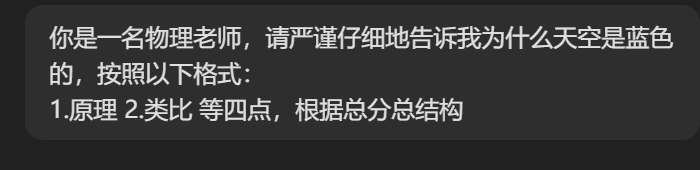 你是一名物理老师，请严谨仔细地告诉我为什么天空是蓝色
的，按照以下格式：
1.原理 2.类比 等四点，根据总分总结构